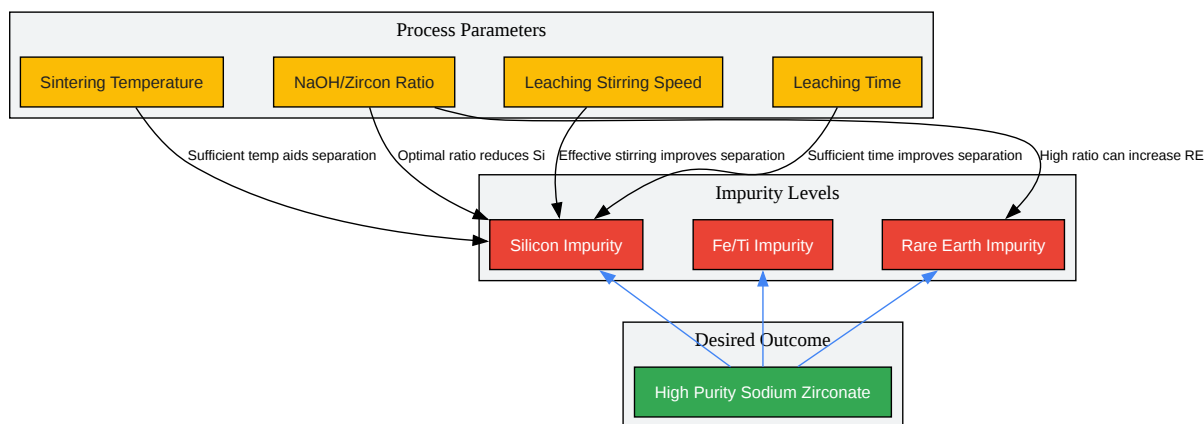 Process Parameters
Sintering Temperature
NaOH/Zircon Ratio
Leaching Stirring Speed
Leaching Time
Sufficient temp aids separation
Optimal ratio reduces Si
Effective stirring improves separation
Sufficient time improves separation
High ratio can increase RE
Impurity Levels
Silicon Impurity
Fe/Ti Impurity
Rare Earth Impurity
Desired Outcome
High Purity Sodium Zirconate